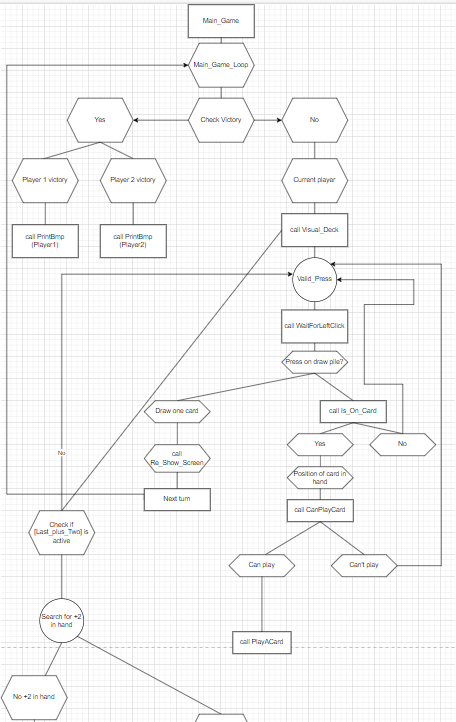 Main_Game
Main_Game_Loop
Yes
Check Victory
No
Player 1 victory
Player 2 victory
Current player
call PrintBmp
(Player1)
call PrintBmp
(Player2)
call Visual_Deck
Valid_Press
call WaitForLeftClick
Press on draw pile?
Draw one card
call Is_On_Card
No
Yes
No
call
Re_Show_Screen
Position of card in
hand
Next turn
call CanPlayCard
Check if
[Last_plus_Two] is
active
Can play
Can't play
Search for +2
in hand
call PlayACard
No +2 in hand